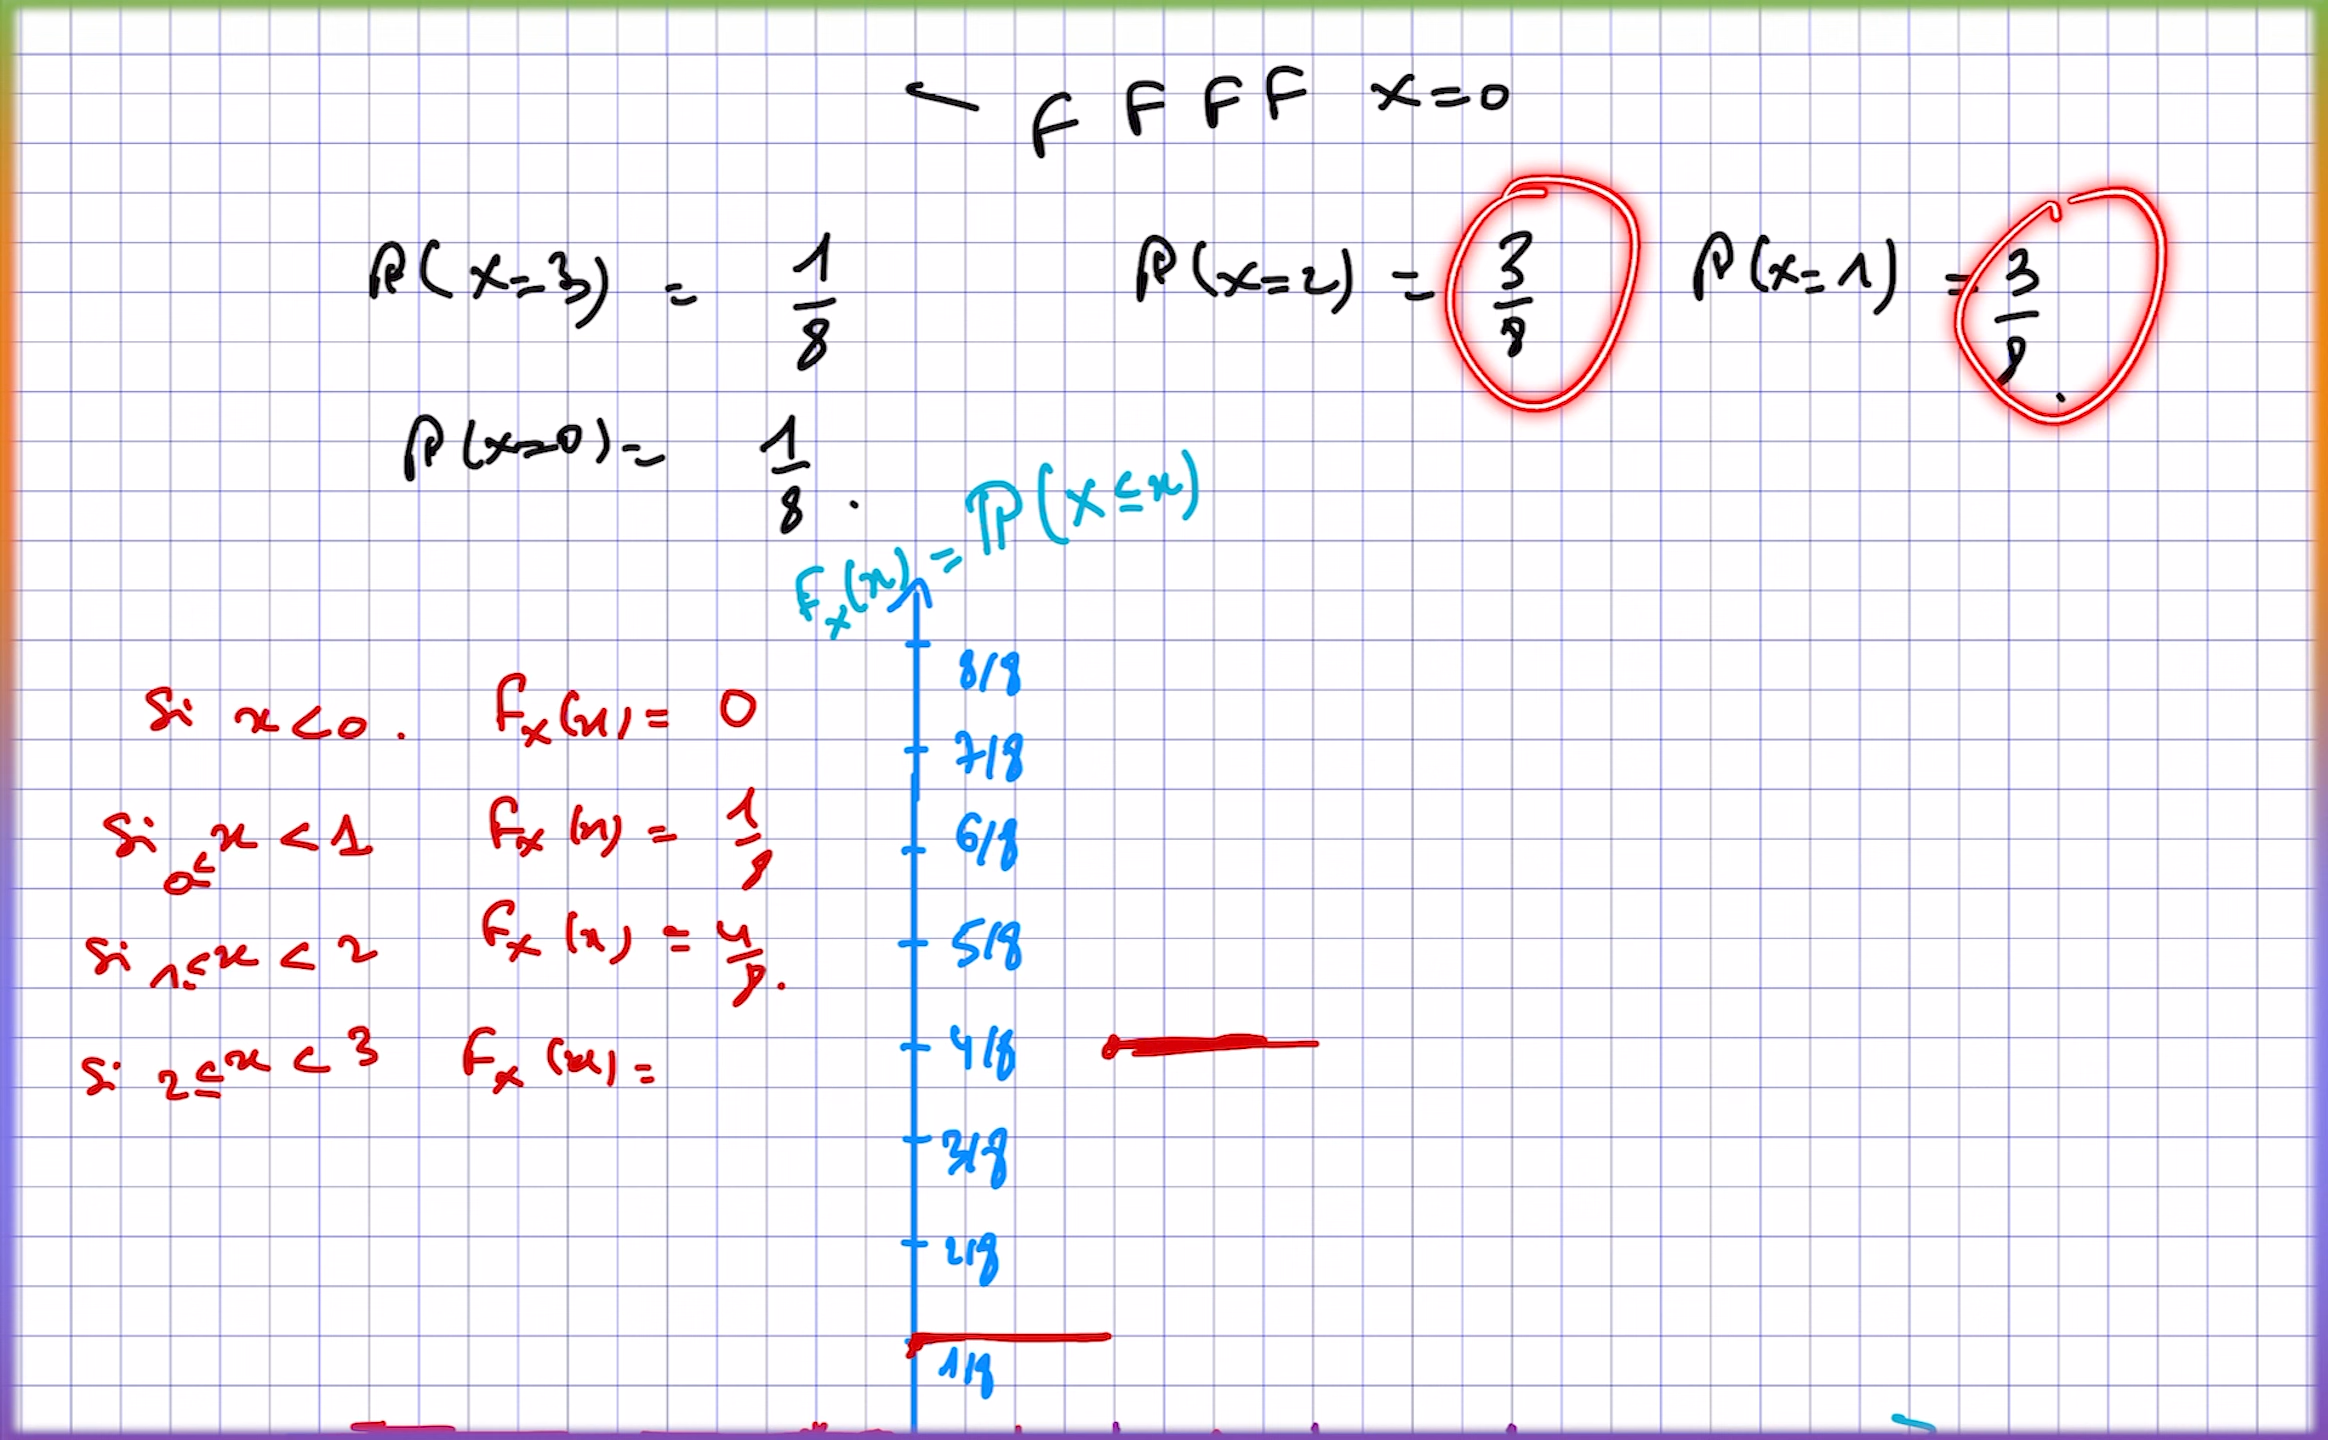 F F F F x=0
P(x=3) = 1/8 P(x=2) = 3/8 P(x=1) = 3/8.
P(x=0)= 1/8.
F_x(x) = P(X≤x)
8/8
Si x<0. F_x(x) = 0
7/8
Si 0≤x<1 F_x(x) = 1/8
6/8
Si 1≤x<2 F_x(x) = 4/8.
5/8
Si 2≤x<3 F_x(x) =
4/8
3/8
2/8
1/8